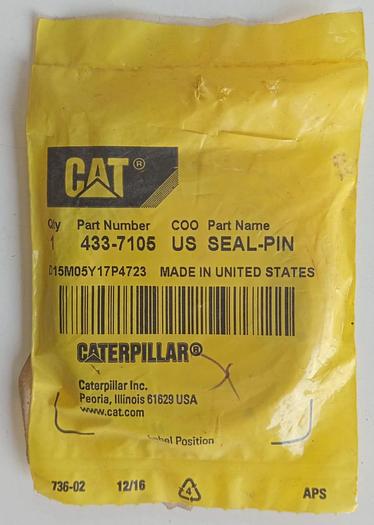 CAT®
Qty Part Number COO Part Name
1 433-7105 US SEAL-PIN
D15M05Y17P4723 MADE IN UNITED STATES
CATERPILLAR®
Caterpillar Inc.
Peoria, Illinois 61629 USA
www.cat.com
Label Position
736-02 12/16 4 APS